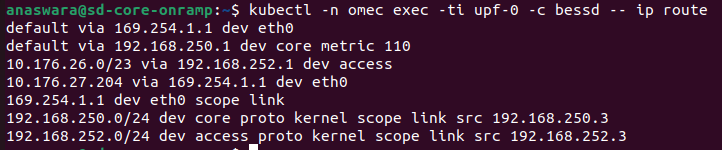 anaswara@sd-core-onramp:~$ kubectl -n omec exec -ti upf-0 -c bessd -- ip route
default via 169.254.1.1 dev eth0
default via 192.168.250.1 dev core metric 110
10.176.26.0/23 via 192.168.252.1 dev access
10.176.27.204 via 169.254.1.1 dev eth0
169.254.1.1 dev eth0 scope link
192.168.250.0/24 dev core proto kernel scope link src 192.168.250.3
192.168.252.0/24 dev access proto kernel scope link src 192.168.252.3